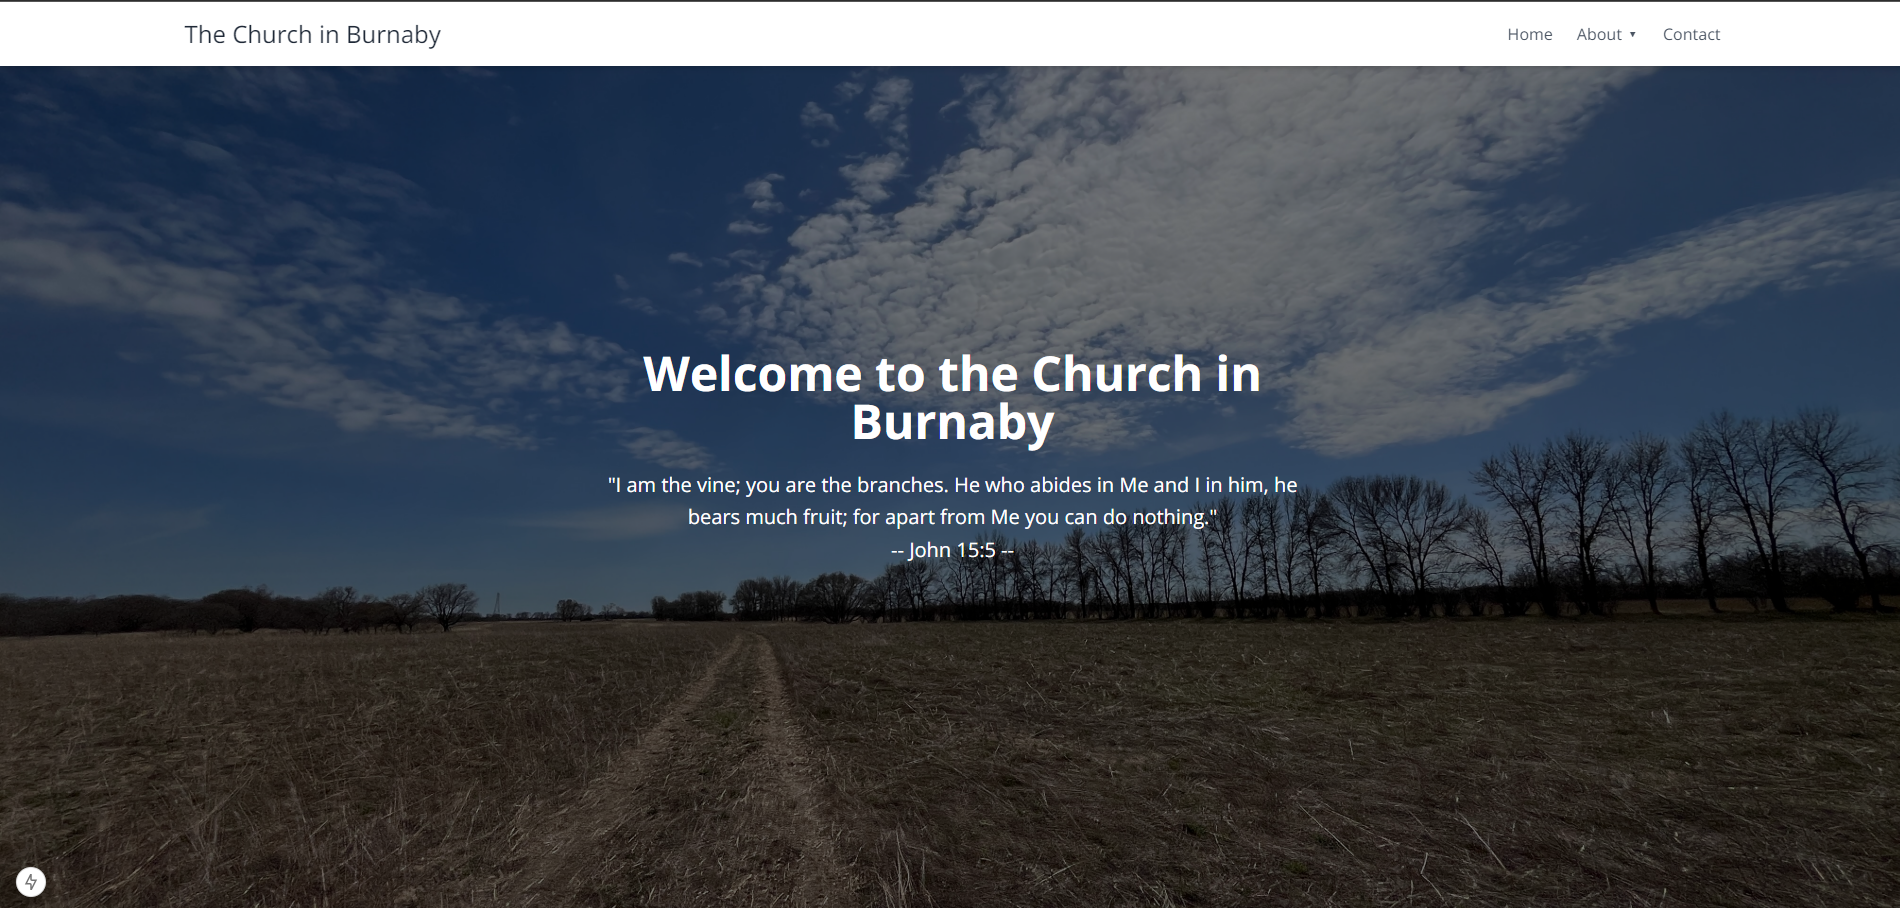 The Church in Burnaby
Home About ▼ Contact
Welcome to the Church in
Burnaby
"I am the vine; you are the branches. He who abides in Me and I in him, he
bears much fruit; for apart from Me you can do nothing."
-- John 15:5 --